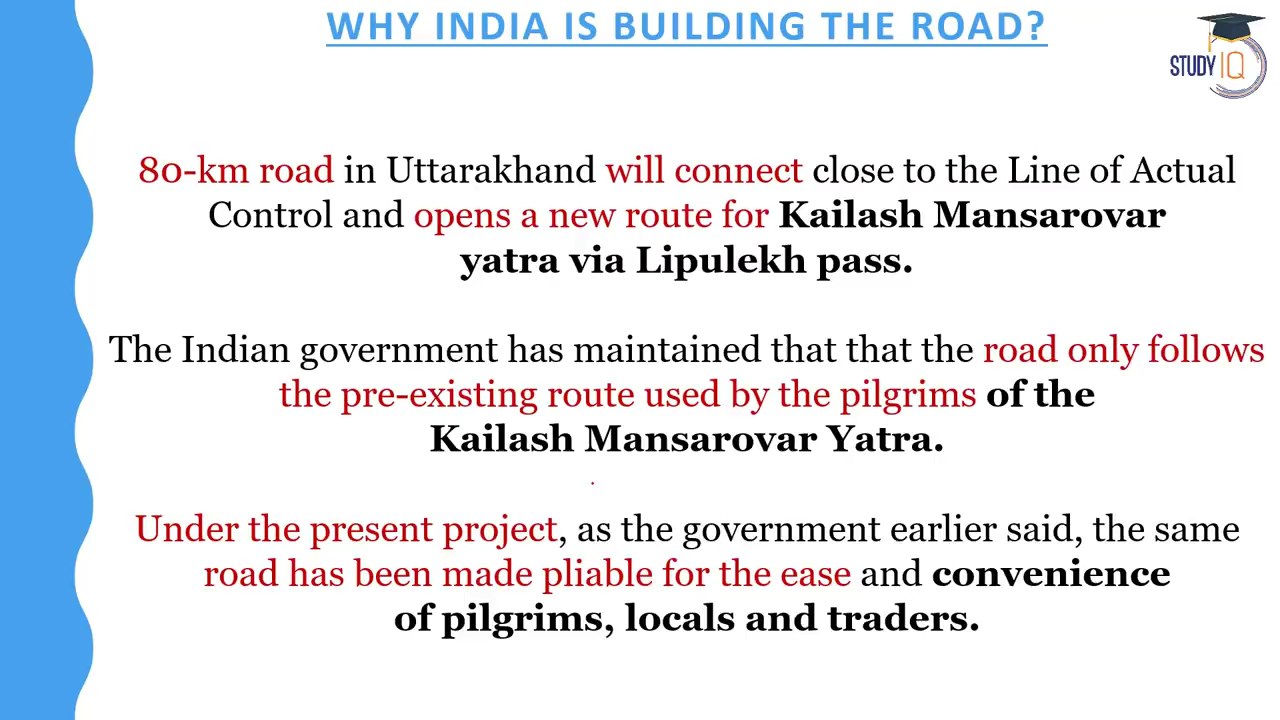 WHY INDIA IS BUILDING THE ROAD?
STUDY IQ
80-km road in Uttarakhand will connect close to the Line of Actual
Control and opens a new route for Kailash Mansarovar
yatra via Lipulekh pass.
The Indian government has maintained that that the road only follows
the pre-existing route used by the pilgrims of the
Kailash Mansarovar Yatra.
Under the present project, as the government earlier said, the same
road has been made pliable for the ease and convenience
of pilgrims, locals and traders.